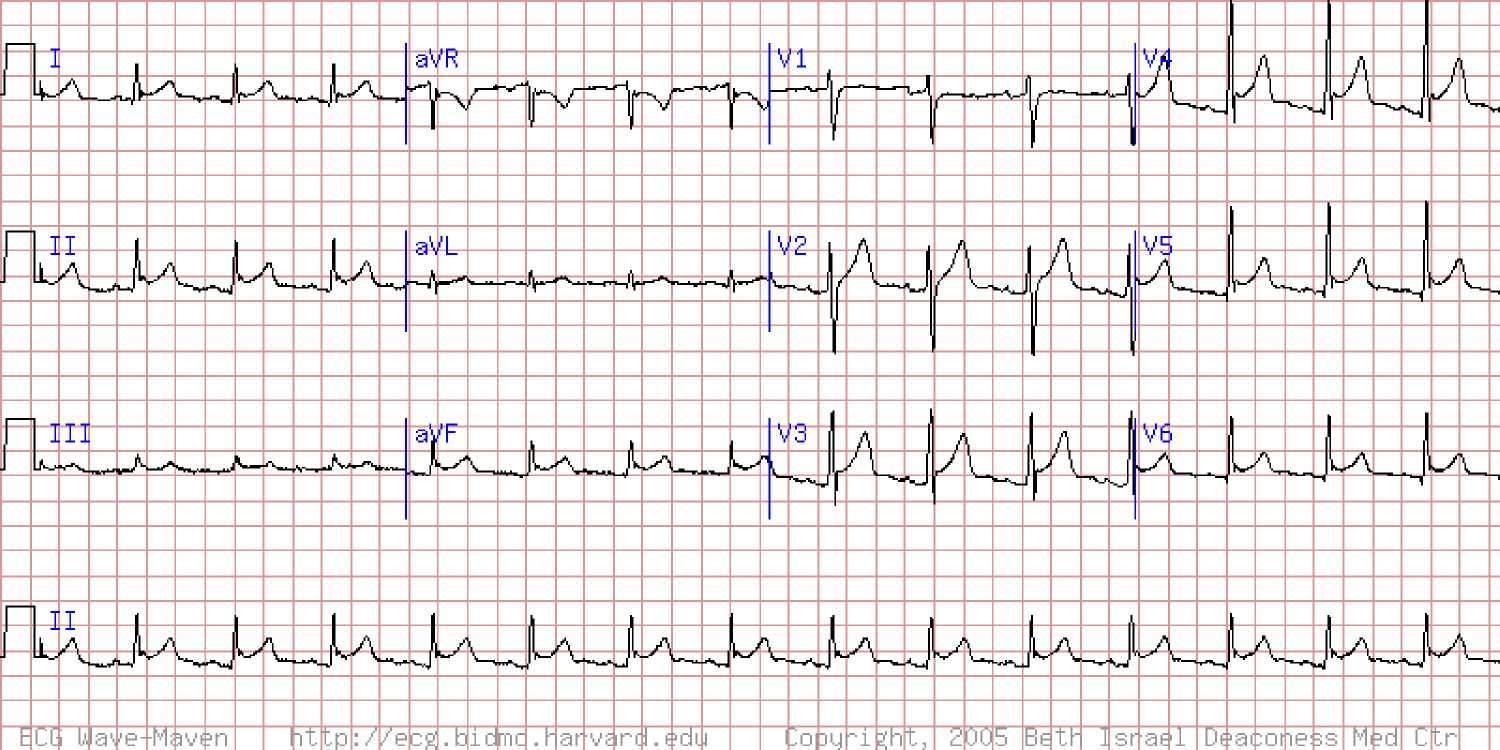 I aVR V1 V4
II aVL V2 V5
III aVF V3 V6
II
ECG Wave-Maven http://ecg.bidmc.harvard.edu Copyright, 2005 Beth Israel Deaconess Med Ctr